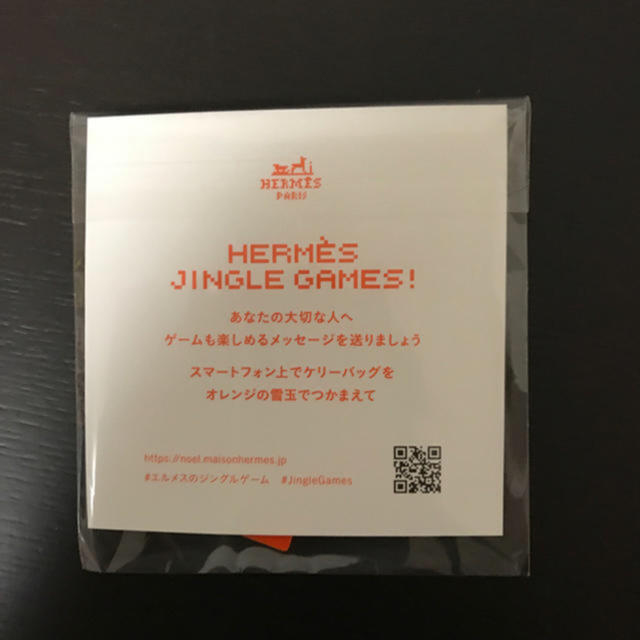 HERMÈS
PARIS
HERMÈS
JINGLE GAMES!
あなたの大切な人へ
ゲームも楽しめるメッセージを送りましょう
スマートフォン上でケリーバッグを
オレンジの雪玉でつかまえて
https://noel.maisonhermes.jp
#エルメスのジングルゲーム #JingleGames